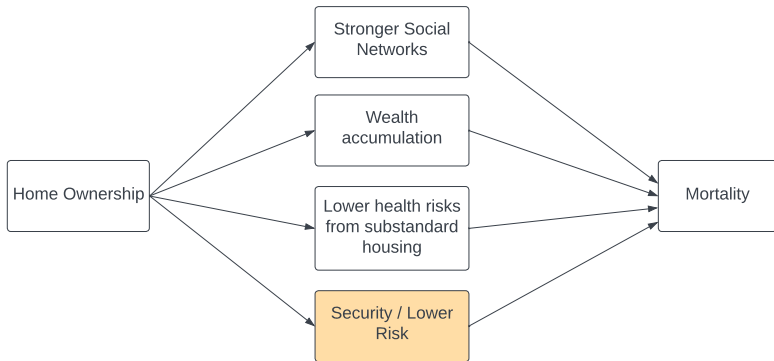 Stronger Social
Networks
Wealth
accumulation
Home Ownership
Mortality
Lower health risks
from substandard
housing
Security / Lower
Risk